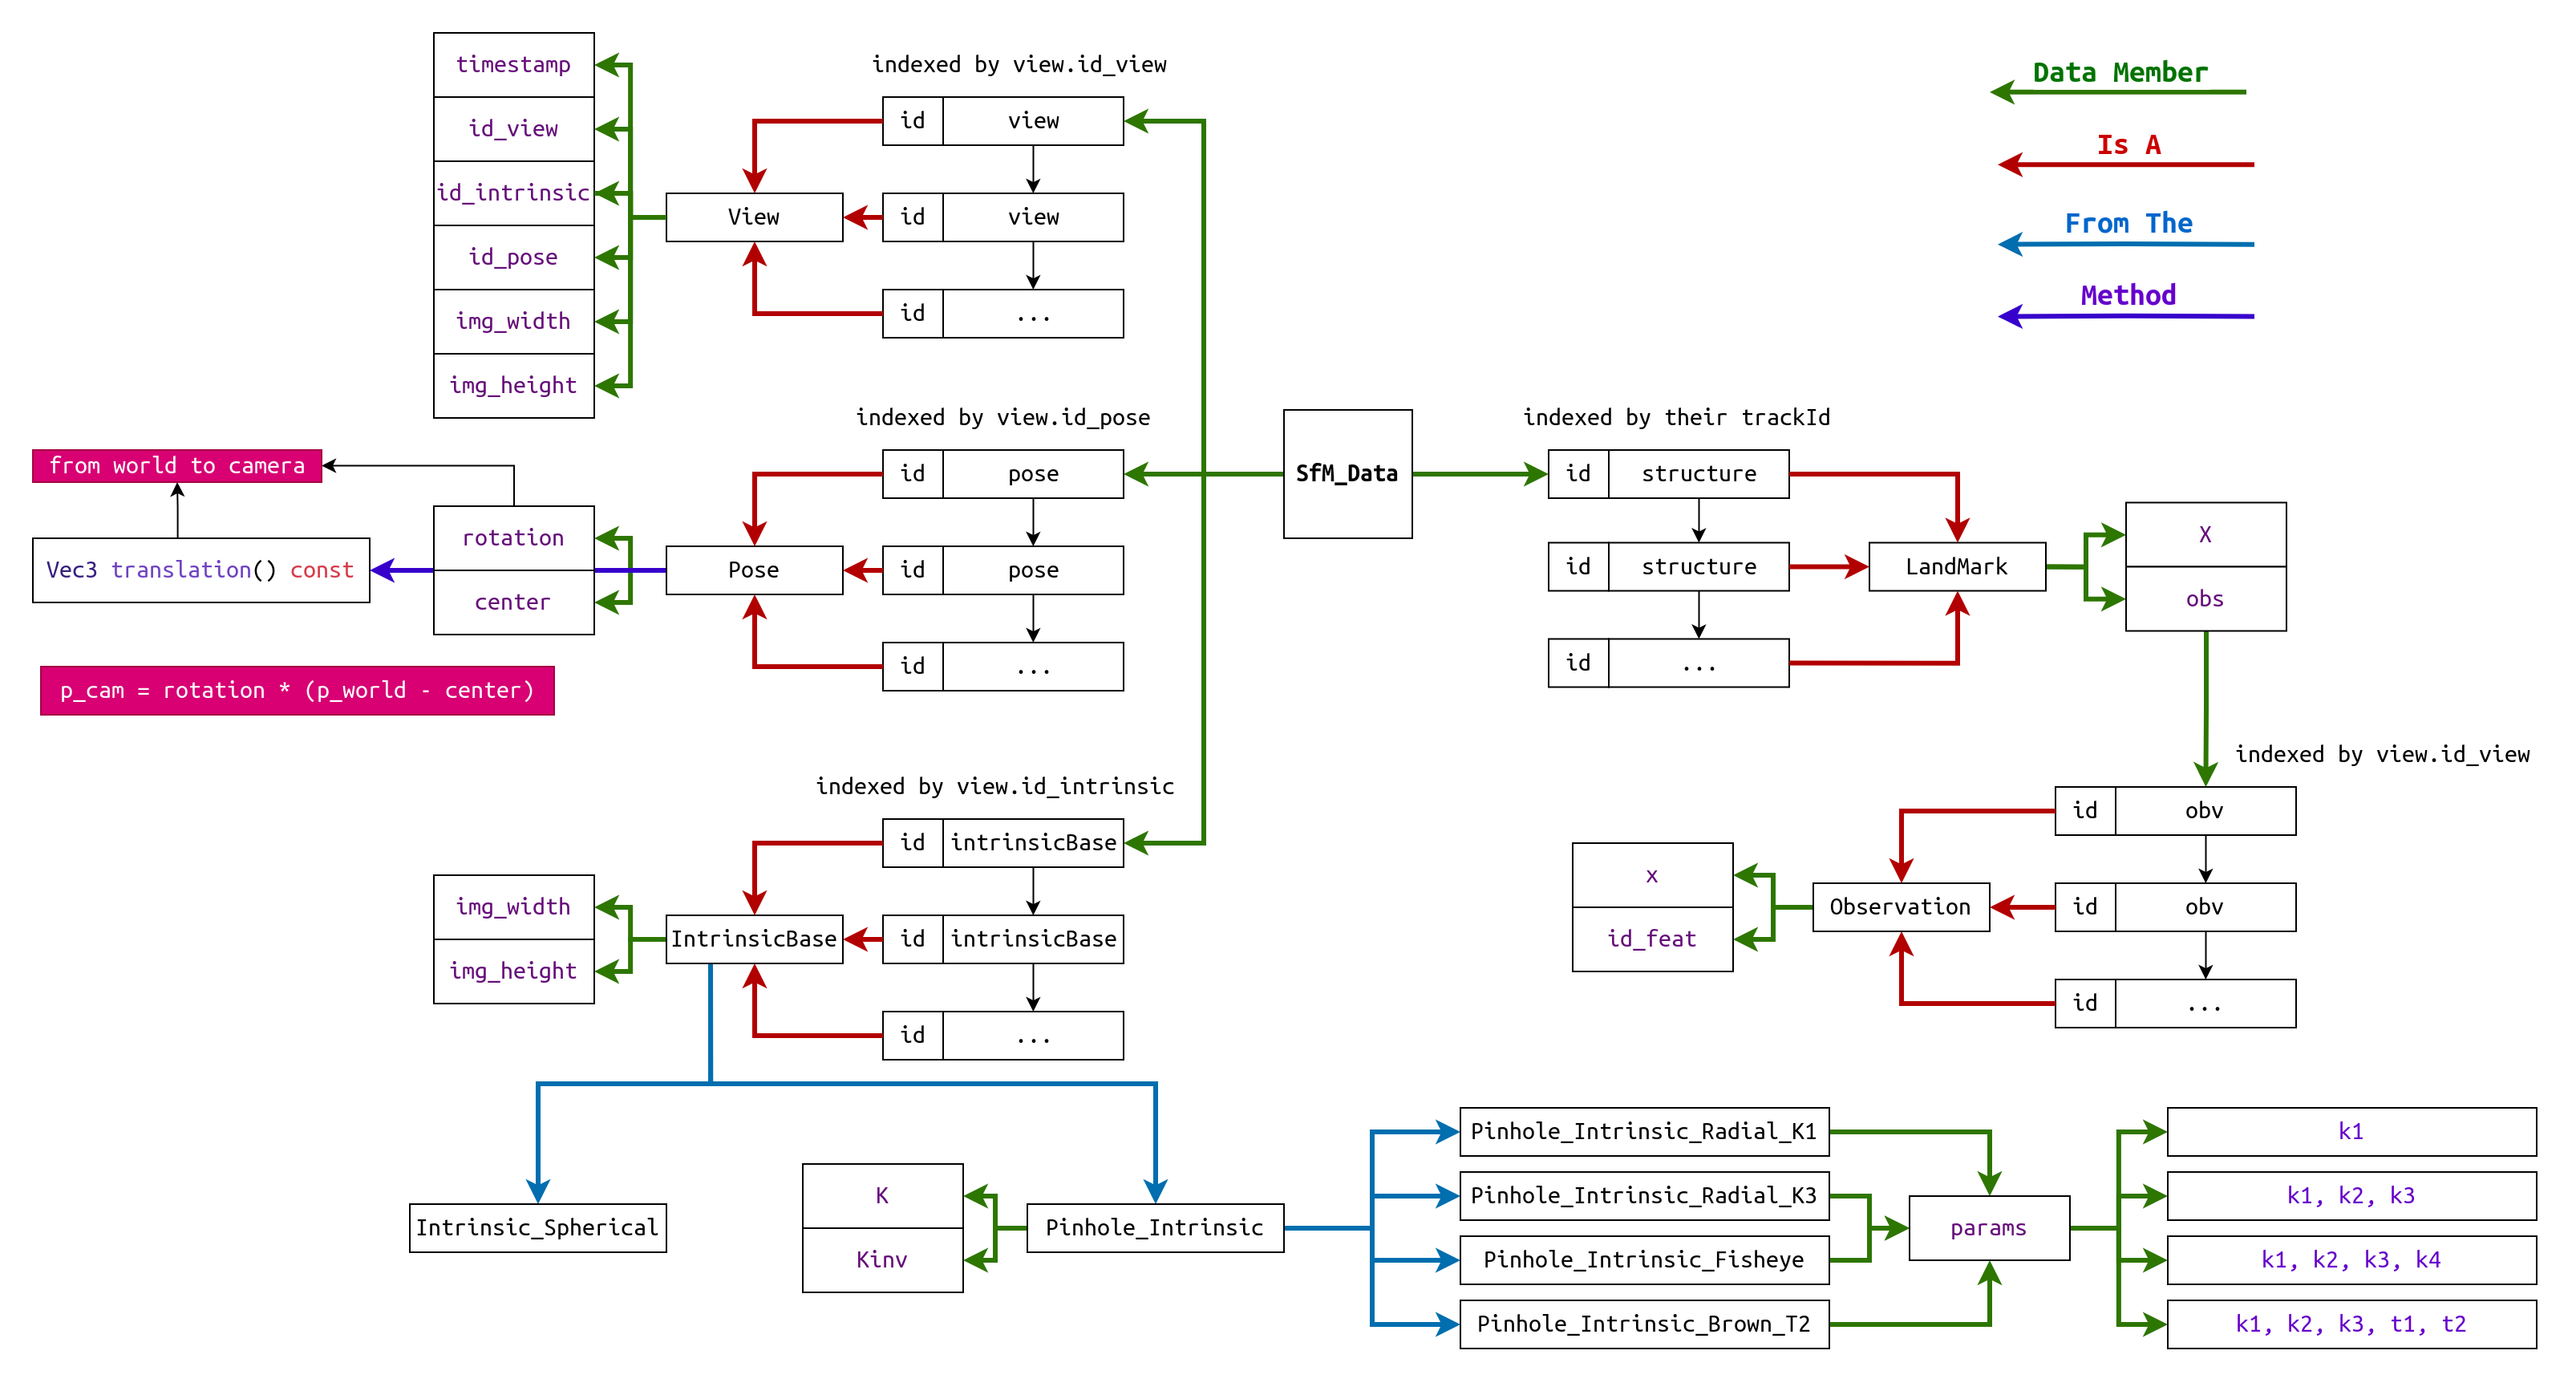 timestamp
id_view
id_intrinsic
id_pose
img_width
img_height
indexed by view.id_view
id view
id view
id ...
View
Data Member
Is A
From The
Method
indexed by view.id_pose
id pose
id pose
id ...
Pose
rotation
center
from world to camera
Vec3 translation() const
p_cam = rotation * (p_world - center)
SfM_Data
indexed by their trackId
id structure
id structure
id ...
LandMark
X
obs
indexed by view.id_view
id obv
id obv
id ...
Observation
x
id_feat
indexed by view.id_intrinsic
id intrinsicBase
id intrinsicBase
id ...
IntrinsicBase
img_width
img_height
Intrinsic_Spherical
K
Kinv
Pinhole_Intrinsic
Pinhole_Intrinsic_Radial_K1
Pinhole_Intrinsic_Radial_K3
Pinhole_Intrinsic_Fisheye
Pinhole_Intrinsic_Brown_T2
params
k1
k1, k2, k3
k1, k2, k3, k4
k1, k2, k3, t1, t2